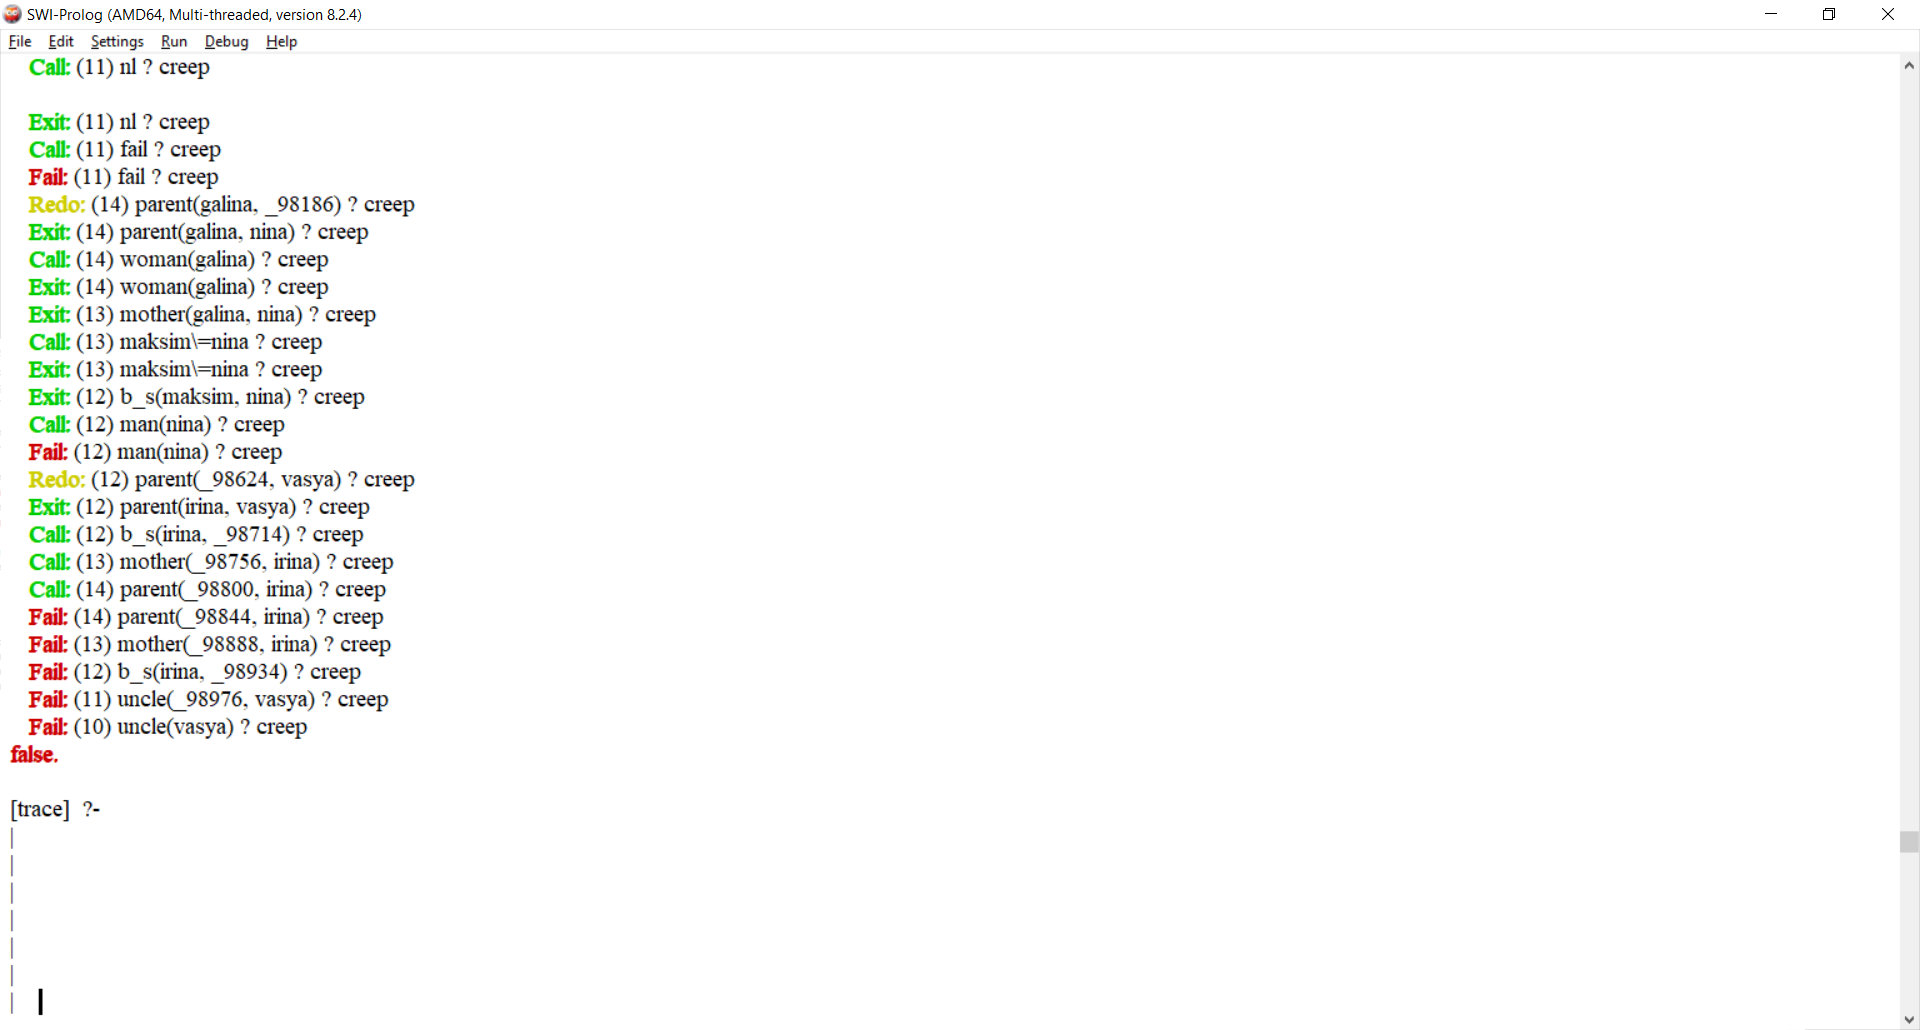 SWI-Prolog (AMD64, Multi-threaded, version 8.2.4)
File Edit Settings Run Debug Help
Call: (11) nl ? creep
Exit: (11) nl ? creep
Call: (11) fail ? creep
Fail: (11) fail ? creep
Redo: (14) parent(galina, _98186) ? creep
Exit: (14) parent(galina, nina) ? creep
Call: (14) woman(galina) ? creep
Exit: (14) woman(galina) ? creep
Exit: (13) mother(galina, nina) ? creep
Call: (13) maksim\=nina ? creep
Exit: (13) maksim\=nina ? creep
Exit: (12) b_s(maksim, nina) ? creep
Call: (12) man(nina) ? creep
Fail: (12) man(nina) ? creep
Redo: (12) parent(_98624, vasya) ? creep
Exit: (12) parent(irina, vasya) ? creep
Call: (12) b_s(irina, _98714) ? creep
Call: (13) mother(_98756, irina) ? creep
Call: (14) parent(_98800, irina) ? creep
Fail: (14) parent(_98844, irina) ? creep
Fail: (13) mother(_98888, irina) ? creep
Fail: (12) b_s(irina, _98934) ? creep
Fail: (11) uncle(_98976, vasya) ? creep
Fail: (10) uncle(vasya) ? creep
false.
[trace]  ?-
|
|
|
|
|
|
|